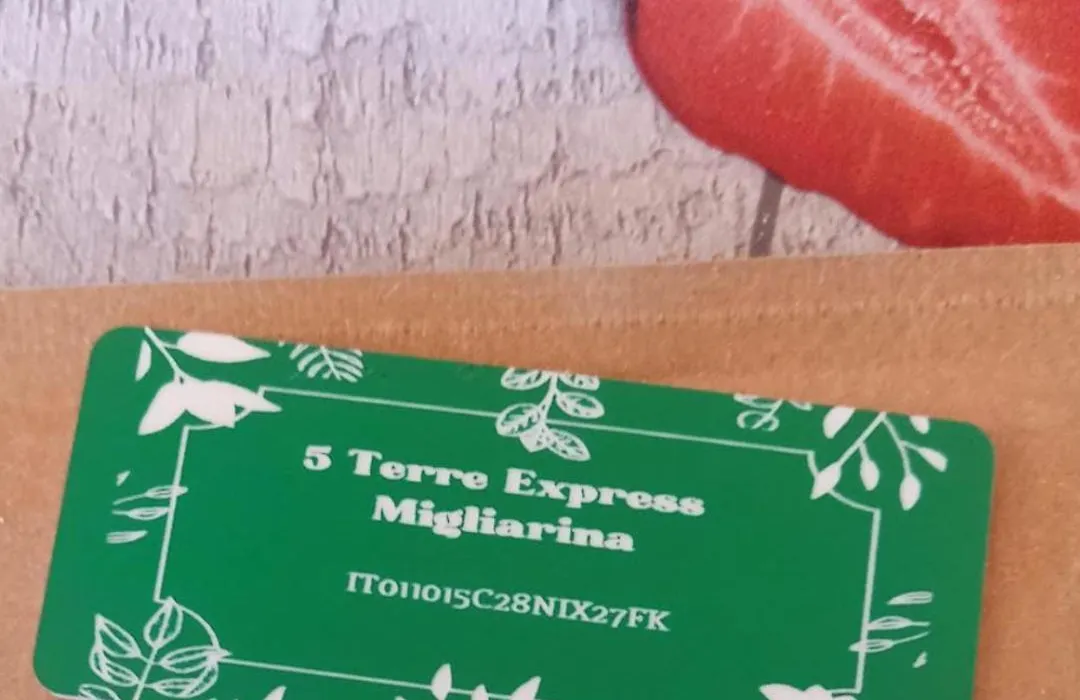 5 Terre Express
Migliarina
IT011015C28NIX27FK